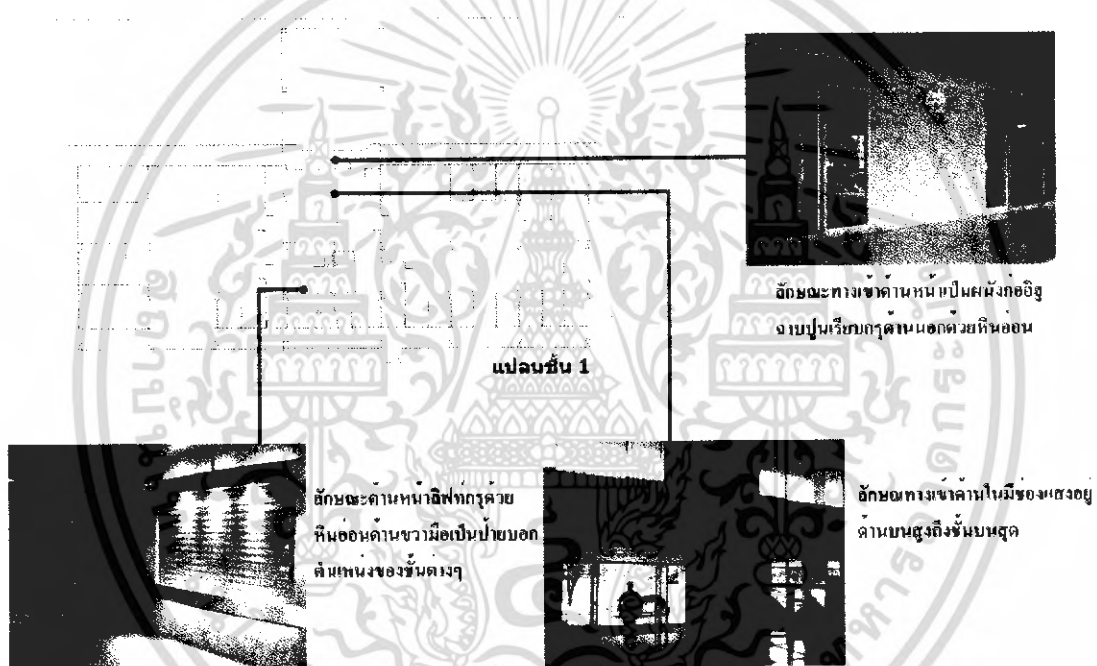 ลักษณะทางเข้าด้านหน้าเป็นผนังก่ออิฐ
ฉาบปูนเรียบกรุด้านนอกด้วยหินอ่อน
แปลนชั้น 1
ลักษณะด้านหน้าลิฟท์กรุด้วย
หินอ่อนด้านขวามือเป็นป้ายบอก
ตำแหน่งของชั้นต่างๆ
ลักษณทางเข้าด้านในมีช่องแสงอยู่
ด้านบนสูงถึงชั้นบนสุด